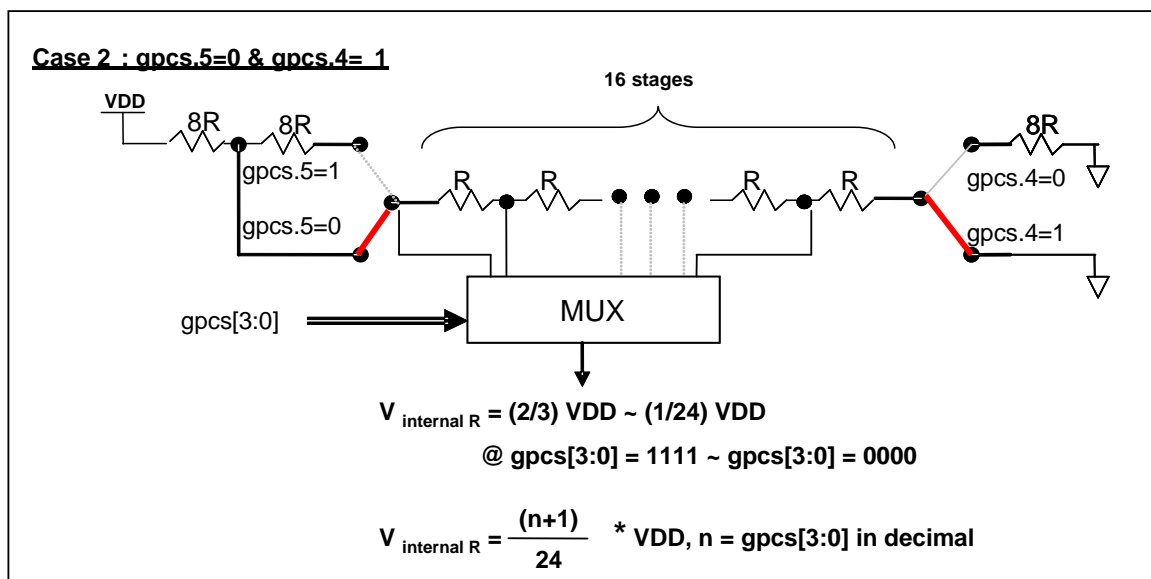 Case 2 : gpcs.5=0 & gpcs.4= 1
16 stages
VDD
8R 8R 8R
gpcs.5=1
R R R R
gpcs.4=0
gpcs.5=0
gpcs.4=1
gpcs[3:0]
MUX
V internal R = (2/3) VDD ~ (1/24) VDD
@ gpcs[3:0] = 1111 ~ gpcs[3:0] = 0000
V internal R = (n+1) / 24 * VDD, n = gpcs[3:0] in decimal